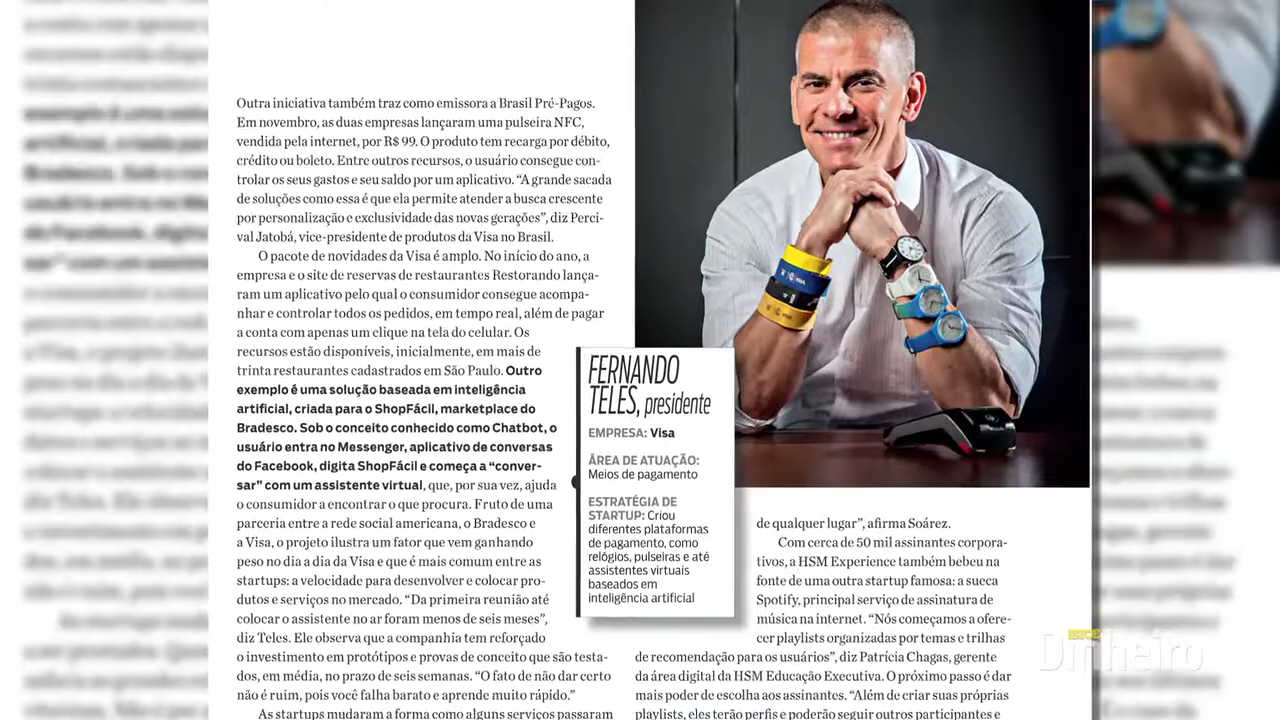 Outra iniciativa também traz como emissora a Brasil Pré-Pagos.
Em novembro, as duas empresas lançaram uma pulseira NFC,
vendida pela internet, por R$ 99. O produto tem recarga por débito,
crédito ou boleto. Entre outros recursos, o usuário consegue con-
trolar os seus gastos e seu saldo por um aplicativo. “A grande sacada
de soluções como essa é que ela permite atender a busca crescente
por personalização e exclusividade das novas gerações”, diz Perci-
val Jatobá, vice-presidente de produtos da Visa no Brasil.
O pacote de novidades da Visa é amplo. No início do ano, a
empresa e o site de reservas de restaurantes Restorando lança-
ram um aplicativo pelo qual o consumidor consegue acompa-
nhar e controlar todos os pedidos, em tempo real, além de pagar
a conta com apenas um clique na tela do celular. Os
recursos estão disponíveis, inicialmente, em mais de
trinta restaurantes cadastrados em São Paulo. Outro
exemplo é uma solução baseada em inteligência
artificial, criada para o ShopFácil, marketplace do
Bradesco. Sob o conceito conhecido como Chatbot, o
usuário entra no Messenger, aplicativo de conversas
do Facebook, digita ShopFácil e começa a “conver-
sar” com um assistente virtual, que, por sua vez, ajuda
o consumidor a encontrar o que procura. Fruto de uma
parceria entre a rede social americana, o Bradesco e
a Visa, o projeto ilustra um fator que vem ganhando
peso no dia a dia da Visa e que é mais comum entre as
startups: a velocidade para desenvolver e colocar pro-
dutos e serviços no mercado. “Da primeira reunião até
colocar o assistente no ar foram menos de seis meses”,
diz Teles. Ele observa que a companhia tem reforçado
o investimento em protótipos e provas de conceito que são testa-
dos, em média, no prazo de seis semanas. “O fato de não dar certo
não é ruim, pois você falha barato e aprende muito rápido.”
As startups mudaram a forma como alguns serviços passaram
FERNANDO
TELES, presidente
EMPRESA: Visa
ÁREA DE ATUAÇÃO:
Meios de pagamento
ESTRATÉGIA DE
STARTUP: Criou
diferentes plataformas
de pagamento, como
relógios, pulseiras e até
assistentes virtuais
baseados em
inteligência artificial
de qualquer lugar”, afirma Soárez.
Com cerca de 50 mil assinantes corpora-
tivos, a HSM Experience também bebeu na
fonte de uma outra startup famosa: a sueca
Spotify, principal serviço de assinatura de
música na internet. “Nós começamos a ofere-
cer playlists organizadas por temas e trilhas
de recomendação para os usuários”, diz Patrícia Chagas, gerente
da área digital da HSM Educação Executiva. O próximo passo é dar
mais poder de escolha aos assinantes. “Além de criar suas próprias
playlists, eles terão perfis e poderão seguir outros participantes e
ISTOÉ
Dinheiro